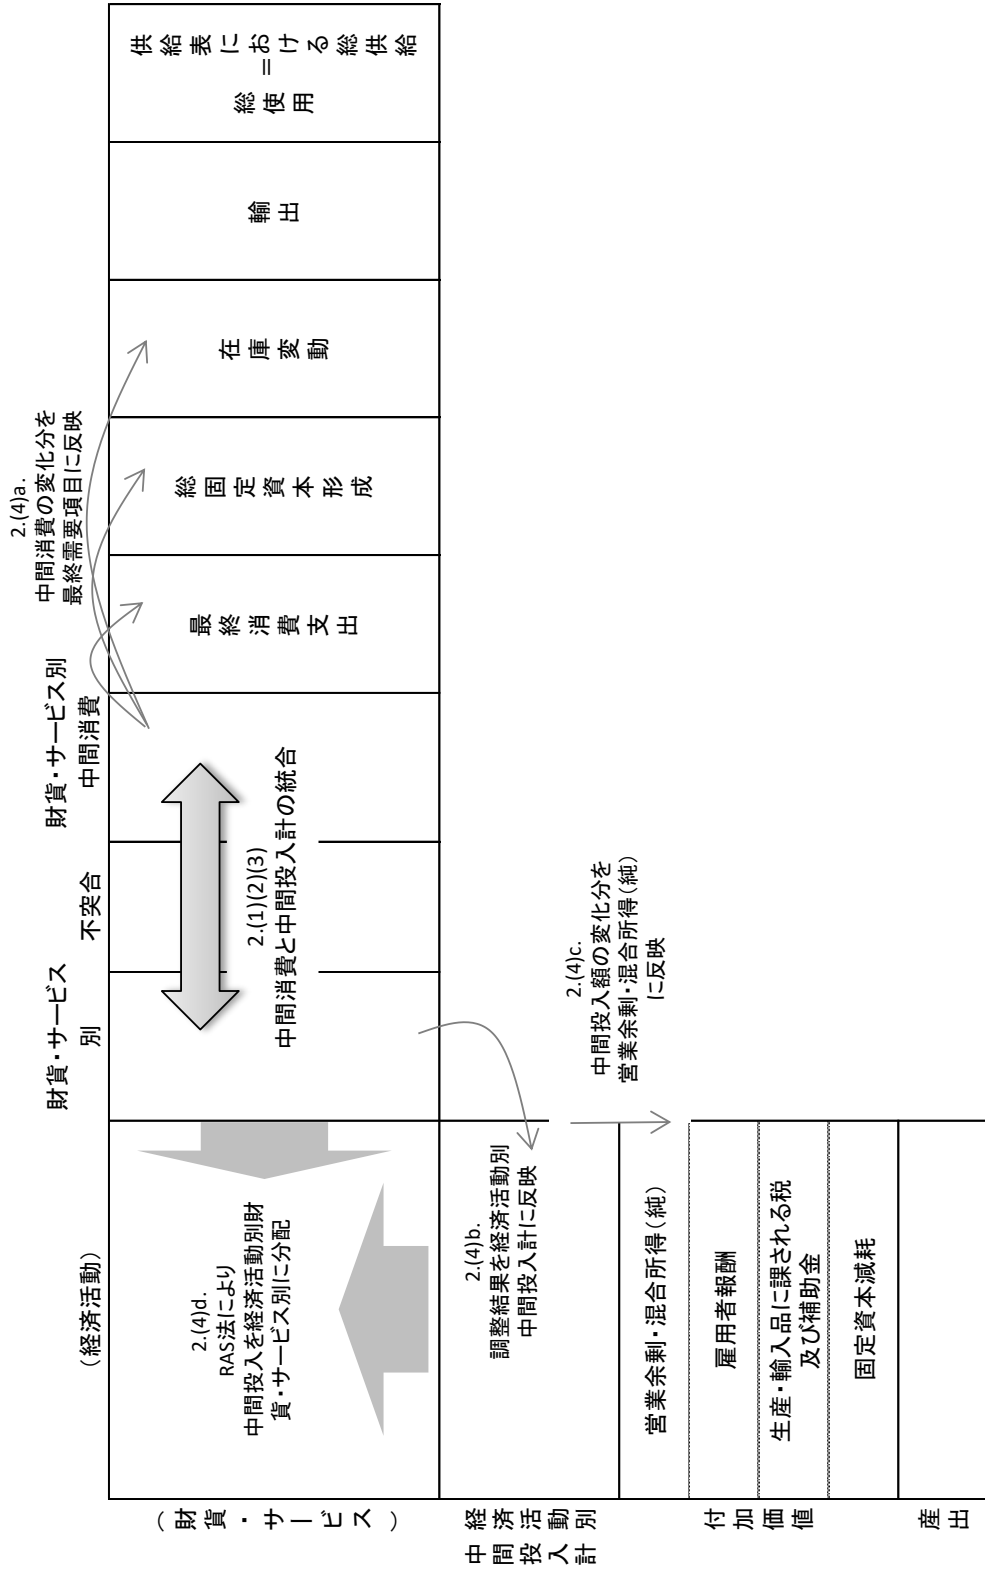 2.(4)a.
中間消費の変化分を
最終需要項目に反映
（経済活動）
財貨・サービス
別
不突合
財貨・サービス別
中間消費
（財貨・サービス）
2.(4)d.
RAS法により
中間投入を経済活動別財
貨・サービス別に分配
2.(1)(2)(3)
中間消費と中間投入計の統合
最終消費支出
総固定資本形成
在庫変動
輸出
供給表における総供給
＝
総使用
経済活動別
中間投入計
2.(4)b.
調整結果を経済活動別
中間投入計に反映
2.(4)c.
中間投入額の変化分を
営業余剰・混合所得（純）
に反映
付加価値
営業余剰・混合所得（純）
雇用者報酬
生産・輸入品に課される税
及び補助金
固定資本減耗
産出